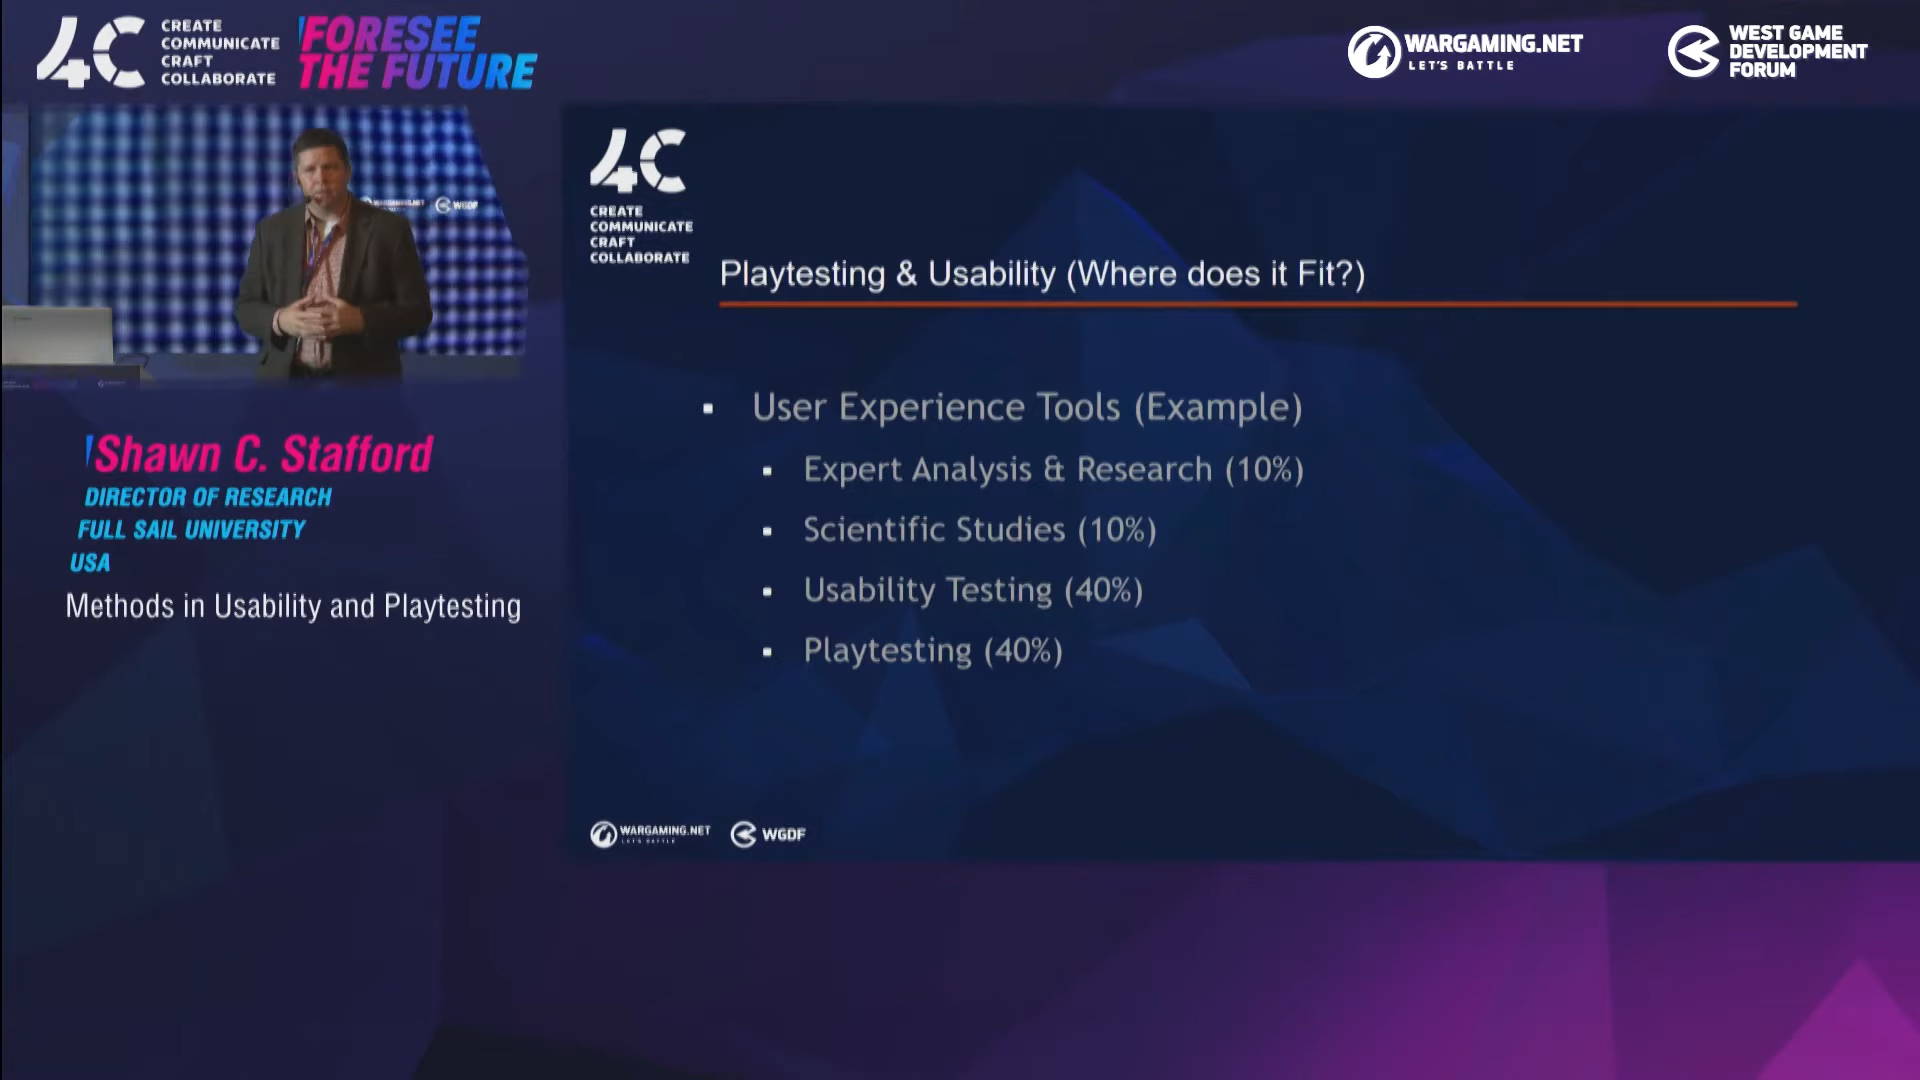 4C
CREATE
COMMUNICATE
CRAFT
COLLABORATE
FORESEE
THE FUTURE
WARGAMING.NET
LET'S BATTLE
WEST GAME
DEVELOPMENT
FORUM
WARGAMING.NET
WGDF
Shawn C. Stafford
DIRECTOR OF RESEARCH
FULL SAIL UNIVERSITY
USA
Methods in Usability and Playtesting
4C
CREATE
COMMUNICATE
CRAFT
COLLABORATE
Playtesting & Usability (Where does it Fit?)
▪ User Experience Tools (Example)
▪ Expert Analysis & Research (10%)
▪ Scientific Studies (10%)
▪ Usability Testing (40%)
▪ Playtesting (40%)
WARGAMING.NET
LET'S BATTLE
WGDF